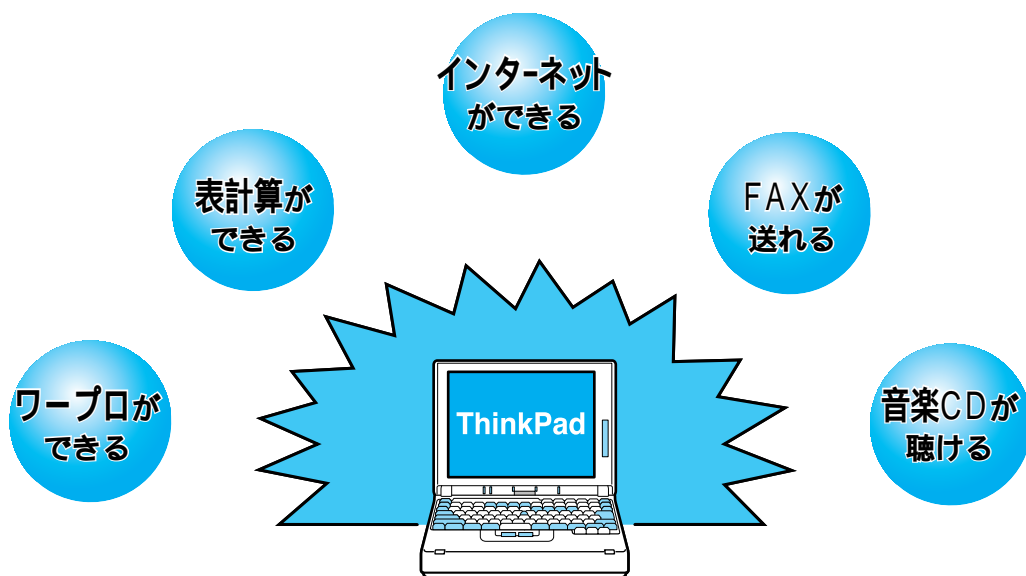 インターネット
ができる
表計算が
できる
FAXが
送れる
ワープロが
できる
音楽CDが
聴ける
ThinkPad